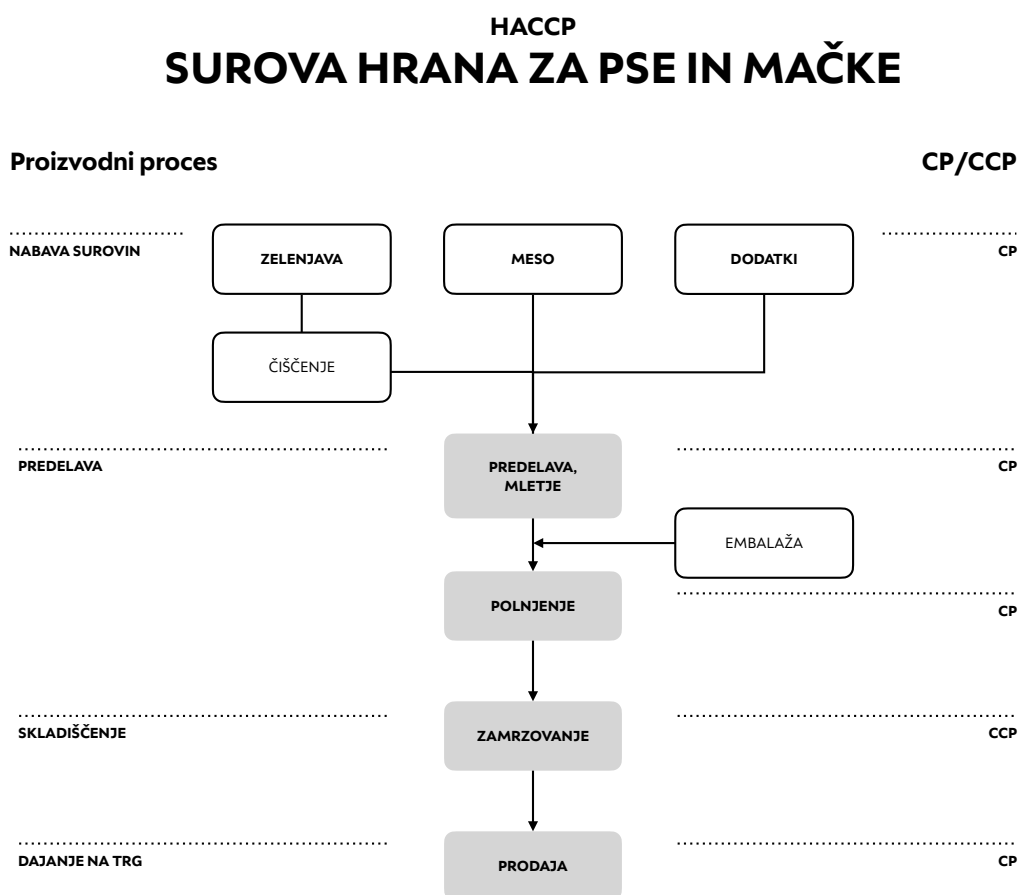 HACCP
SUROVA HRANA ZA PSE IN MAČKE
Proizvodni proces
CP/CCP
NABAVA SUROVIN
ZELENJAVA
MESO
DODATKI
CP
ČIŠČENJE
PREDELAVA
PREDELAVA,
MLETJE
CP
EMBALAŽA
POLNJENJE
CP
SKLADIŠČENJE
ZAMRZOVANJE
CCP
DAJANJE NA TRG
PRODAJA
CP